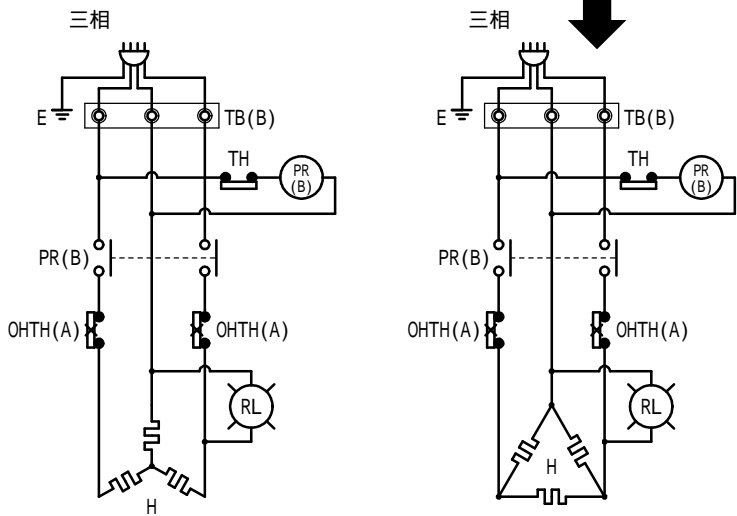 三相
E
TB(B)
TH
PR
(B)
PR(B)
OHTH(A)
OHTH(A)
RL
H
三相
E
TB(B)
TH
PR
(B)
PR(B)
OHTH(A)
OHTH(A)
RL
H